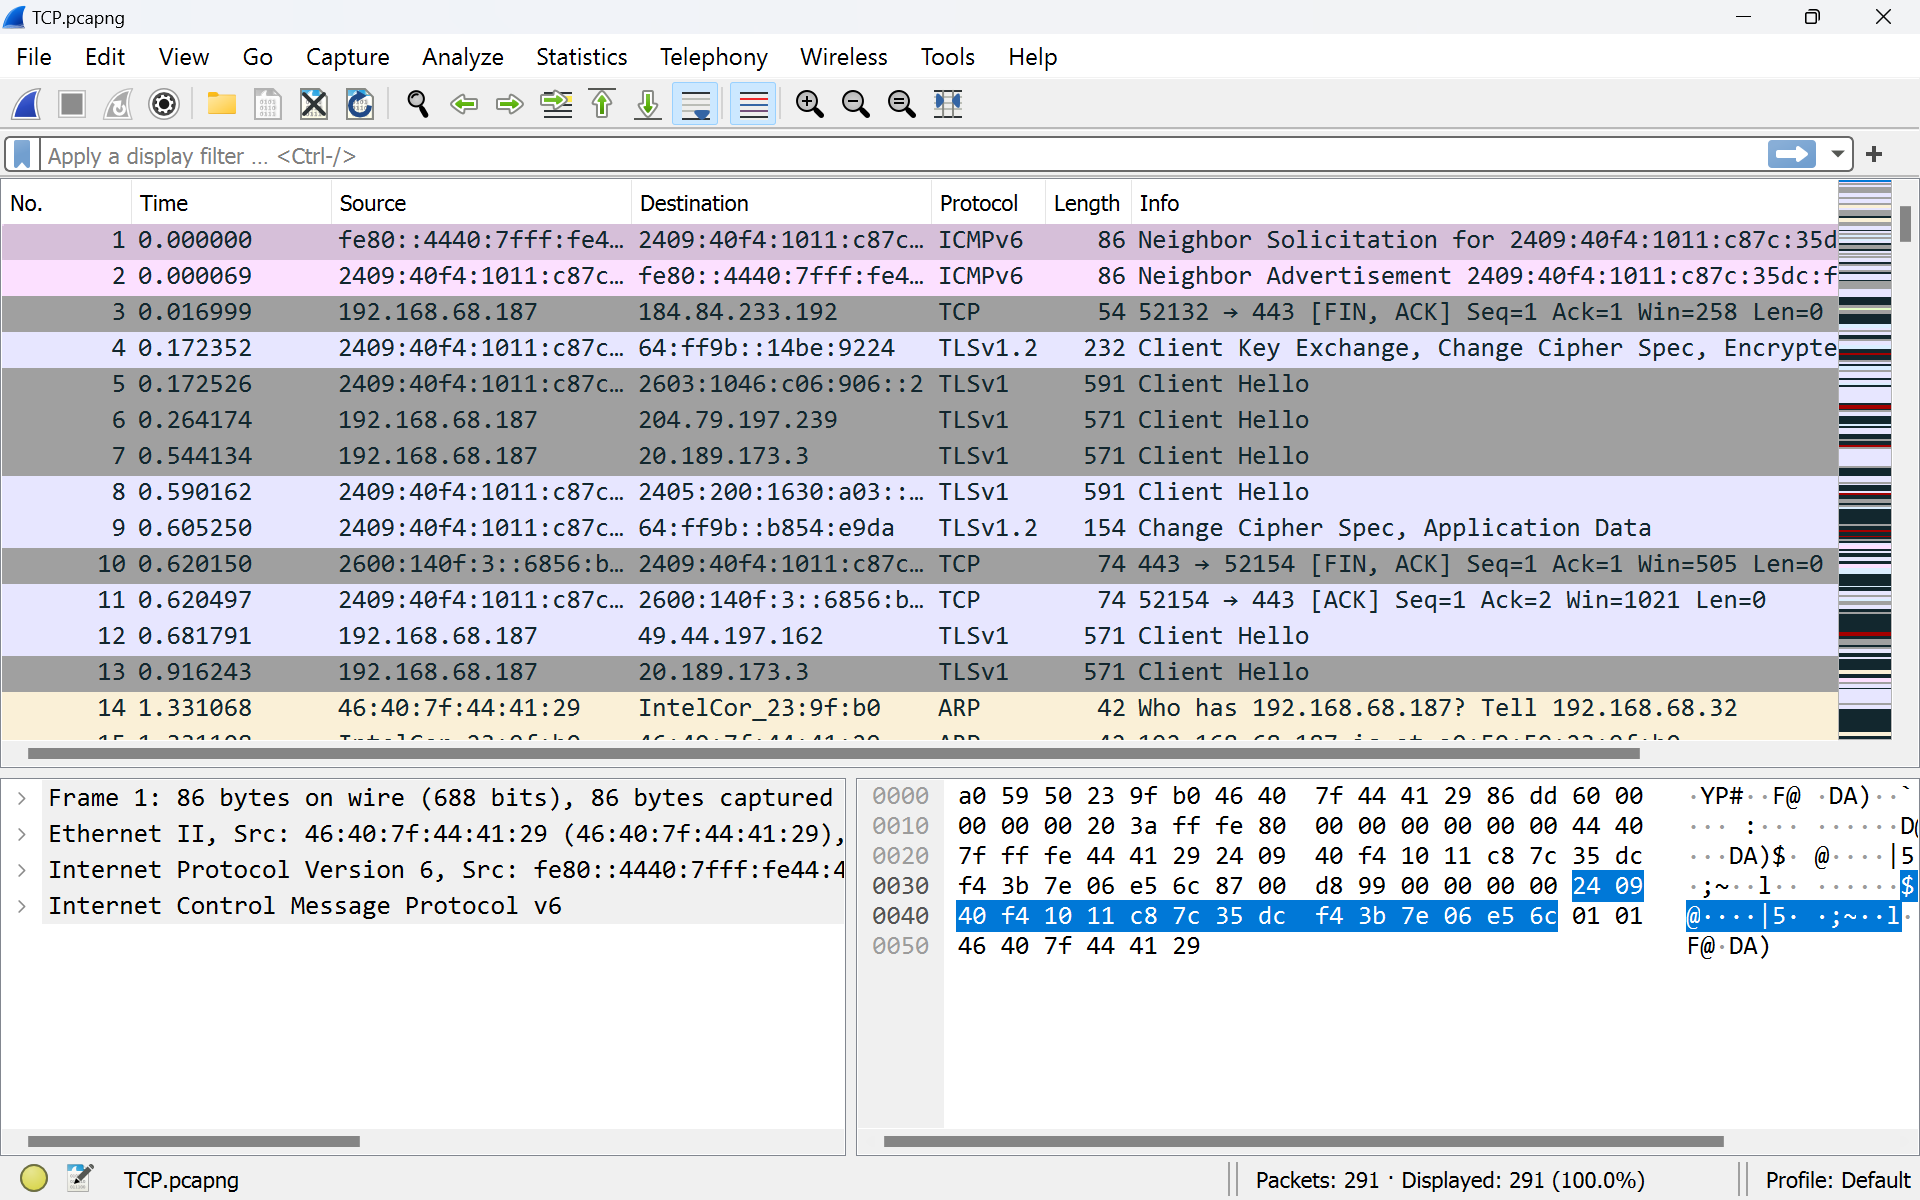 TCP.pcapng
File Edit View Go Capture Analyze Statistics Telephony Wireless Tools Help
Apply a display filter … <Ctrl-/>
No. Time Source Destination Protocol Length Info
1 0.000000 fe80::4440:7fff:fe4… 2409:40f4:1011:c87c… ICMPv6 86 Neighbor Solicitation for 2409:40f4:1011:c87c:35d
2 0.000069 2409:40f4:1011:c87c… fe80::4440:7fff:fe4… ICMPv6 86 Neighbor Advertisement 2409:40f4:1011:c87c:35dc:f
3 0.016999 192.168.68.187 184.84.233.192 TCP 54 52132 → 443 [FIN, ACK] Seq=1 Ack=1 Win=258 Len=0
4 0.172352 2409:40f4:1011:c87c… 64:ff9b::14be:9224 TLSv1.2 232 Client Key Exchange, Change Cipher Spec, Encrypte
5 0.172526 2409:40f4:1011:c87c… 2603:1046:c06:906::2 TLSv1 591 Client Hello
6 0.264174 192.168.68.187 204.79.197.239 TLSv1 571 Client Hello
7 0.544134 192.168.68.187 20.189.173.3 TLSv1 571 Client Hello
8 0.590162 2409:40f4:1011:c87c… 2405:200:1630:a03::… TLSv1 591 Client Hello
9 0.605250 2409:40f4:1011:c87c… 64:ff9b::b854:e9da TLSv1.2 154 Change Cipher Spec, Application Data
10 0.620150 2600:140f:3::6856:b… 2409:40f4:1011:c87c… TCP 74 443 → 52154 [FIN, ACK] Seq=1 Ack=1 Win=505 Len=0
11 0.620497 2409:40f4:1011:c87c… 2600:140f:3::6856:b… TCP 74 52154 → 443 [ACK] Seq=1 Ack=2 Win=1021 Len=0
12 0.681791 192.168.68.187 49.44.197.162 TLSv1 571 Client Hello
13 0.916243 192.168.68.187 20.189.173.3 TLSv1 571 Client Hello
14 1.331068 46:40:7f:44:41:29 IntelCor_23:9f:b0 ARP 42 Who has 192.168.68.187? Tell 192.168.68.32
Frame 1: 86 bytes on wire (688 bits), 86 bytes captured
Ethernet II, Src: 46:40:7f:44:41:29 (46:40:7f:44:41:29),
Internet Protocol Version 6, Src: fe80::4440:7fff:fe44:4
Internet Control Message Protocol v6
0000 a0 59 50 23 9f b0 46 40 7f 44 41 29 86 dd 60 00 ·YP#··F@ ·DA)··`
0010 00 00 00 20 3a ff fe 80 00 00 00 00 00 00 44 40 ··· :··· ······D@
0020 7f ff fe 44 41 29 24 09 40 f4 10 11 c8 7c 35 dc ···DA)$· @····|5
0030 f4 3b 7e 06 e5 6c 87 00 d8 99 00 00 00 00 24 09 ·;~··l·· ······$
0040 40 f4 10 11 c8 7c 35 dc f4 3b 7e 06 e5 6c 01 01 @····|5· ·;~··l·
0050 46 40 7f 44 41 29 F@·DA)
TCP.pcapng
Packets: 291 · Displayed: 291 (100.0%)
Profile: Default